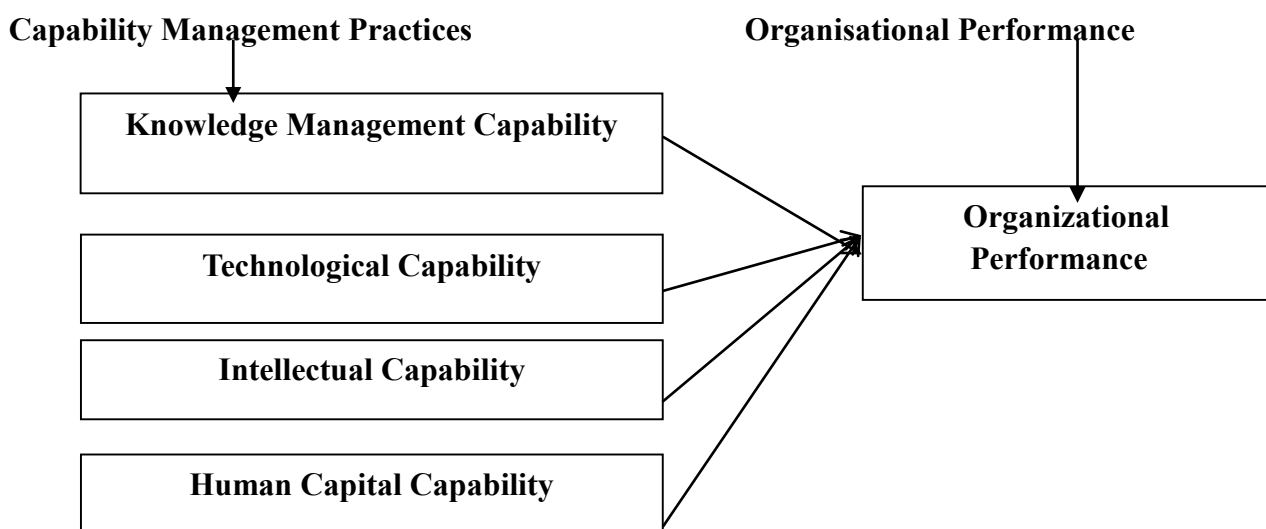 Capability Management Practices
Organisational Performance
Knowledge Management Capability
Technological Capability
Intellectual Capability
Human Capital Capability
Organizational
Performance